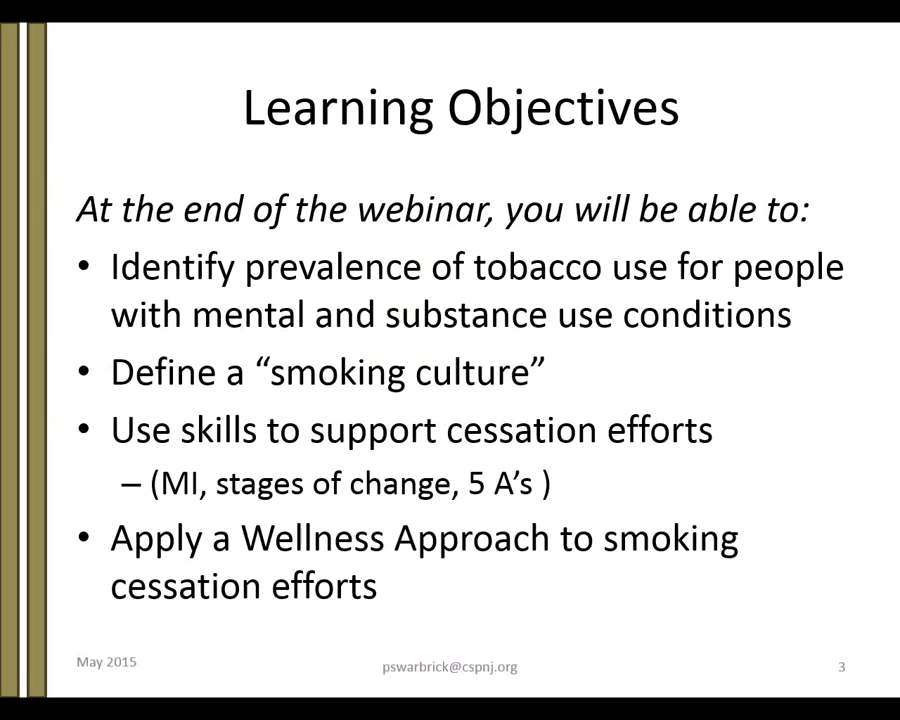 Learning Objectives
At the end of the webinar, you will be able to:
• Identify prevalence of tobacco use for people
with mental and substance use conditions
• Define a “smoking culture”
• Use skills to support cessation efforts
– (MI, stages of change, 5 A’s )
• Apply a Wellness Approach to smoking
cessation efforts
May 2015
pswarbrick@cspnj.org
3